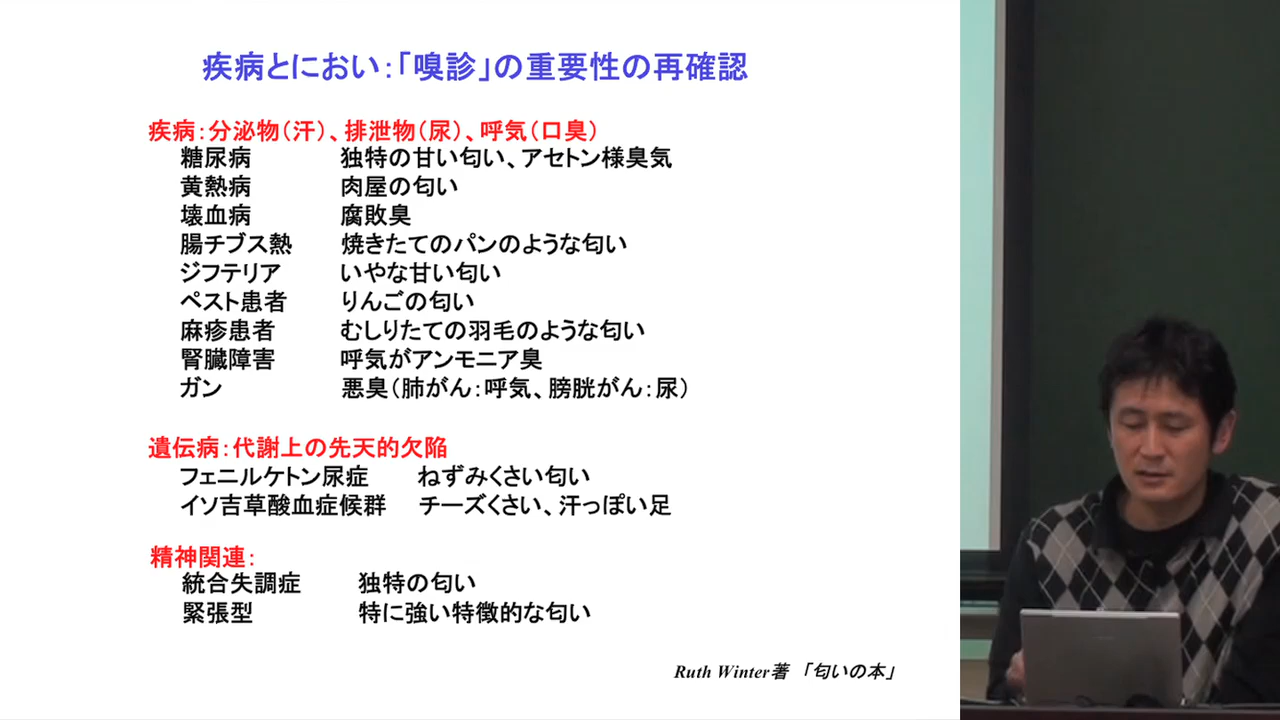 疾病とにおい：「嗅診」の重要性の再確認
疾病：分泌物（汗）、排泄物（尿）、呼気（口臭）
糖尿病 独特の甘い匂い、アセトン様臭気
黄熱病 肉屋の匂い
壊血病 腐敗臭
腸チブス熱 焼きたてのパンのような匂い
ジフテリア いやな甘い匂い
ペスト患者 りんごの匂い
麻疹患者 むしりたての羽毛のような匂い
腎臓障害 呼気がアンモニア臭
ガン 悪臭（肺がん：呼気、膀胱がん：尿）
遺伝病：代謝上の先天的欠陥
フェニルケトン尿症 ねずみくさい匂い
イソ吉草酸血症候群 チーズくさい、汗っぽい足
精神関連：
統合失調症 独特の匂い
緊張型 特に強い特徴的な匂い
Ruth Winter著 「匂いの本」